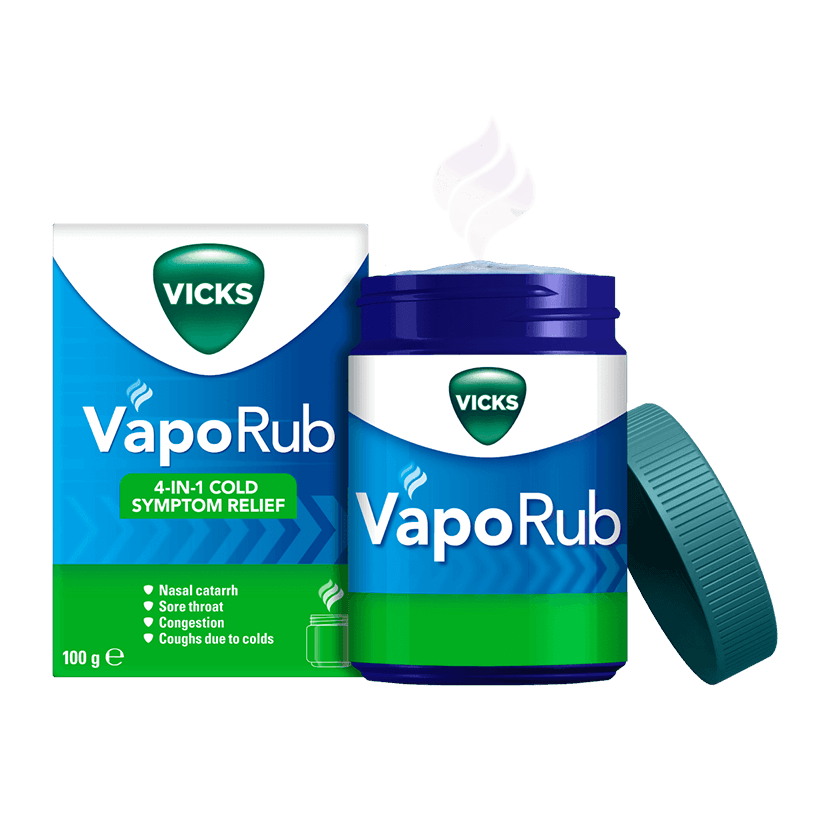 VICKS
VapoRub
4-IN-1 COLD
SYMPTOM RELIEF
Nasal catarrh
Sore throat
Congestion
Coughs due to colds
100 g ℮
VICKS
VapoRub